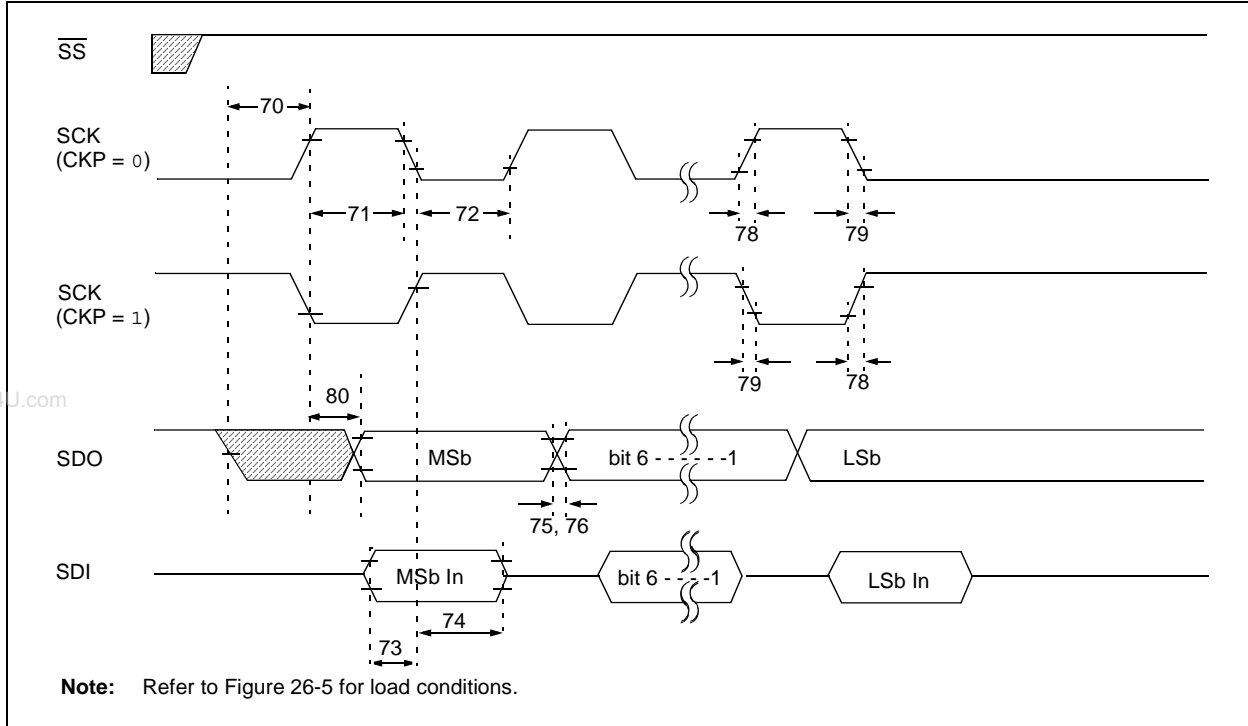 SS
70
SCK
(CKP = 0)
71
72
78
79
SCK
(CKP = 1)
79
78
4U.com
80
SDO
MSb
bit 6 - - - - - -1
LSb
75, 76
SDI
MSb In
bit 6 - - - - -1
LSb In
74
73
Note: Refer to Figure 26-5 for load conditions.